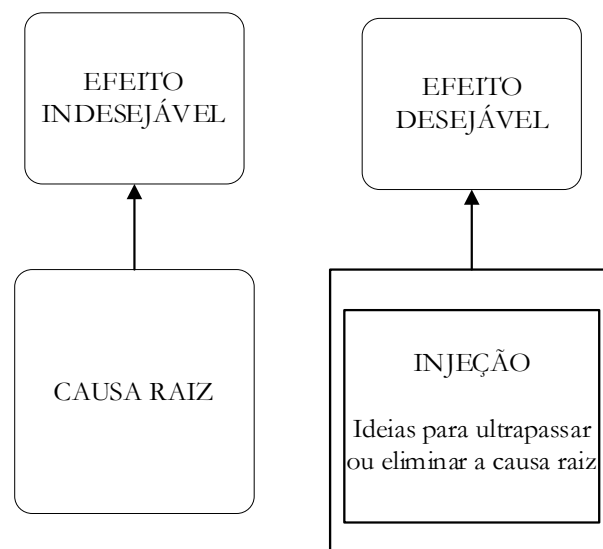 EFEITO
INDESEJÁVEL
EFEITO
DESEJÁVEL
CAUSA RAIZ
INJEÇÃO
Ideias para ultrapassar
ou eliminar a causa raiz